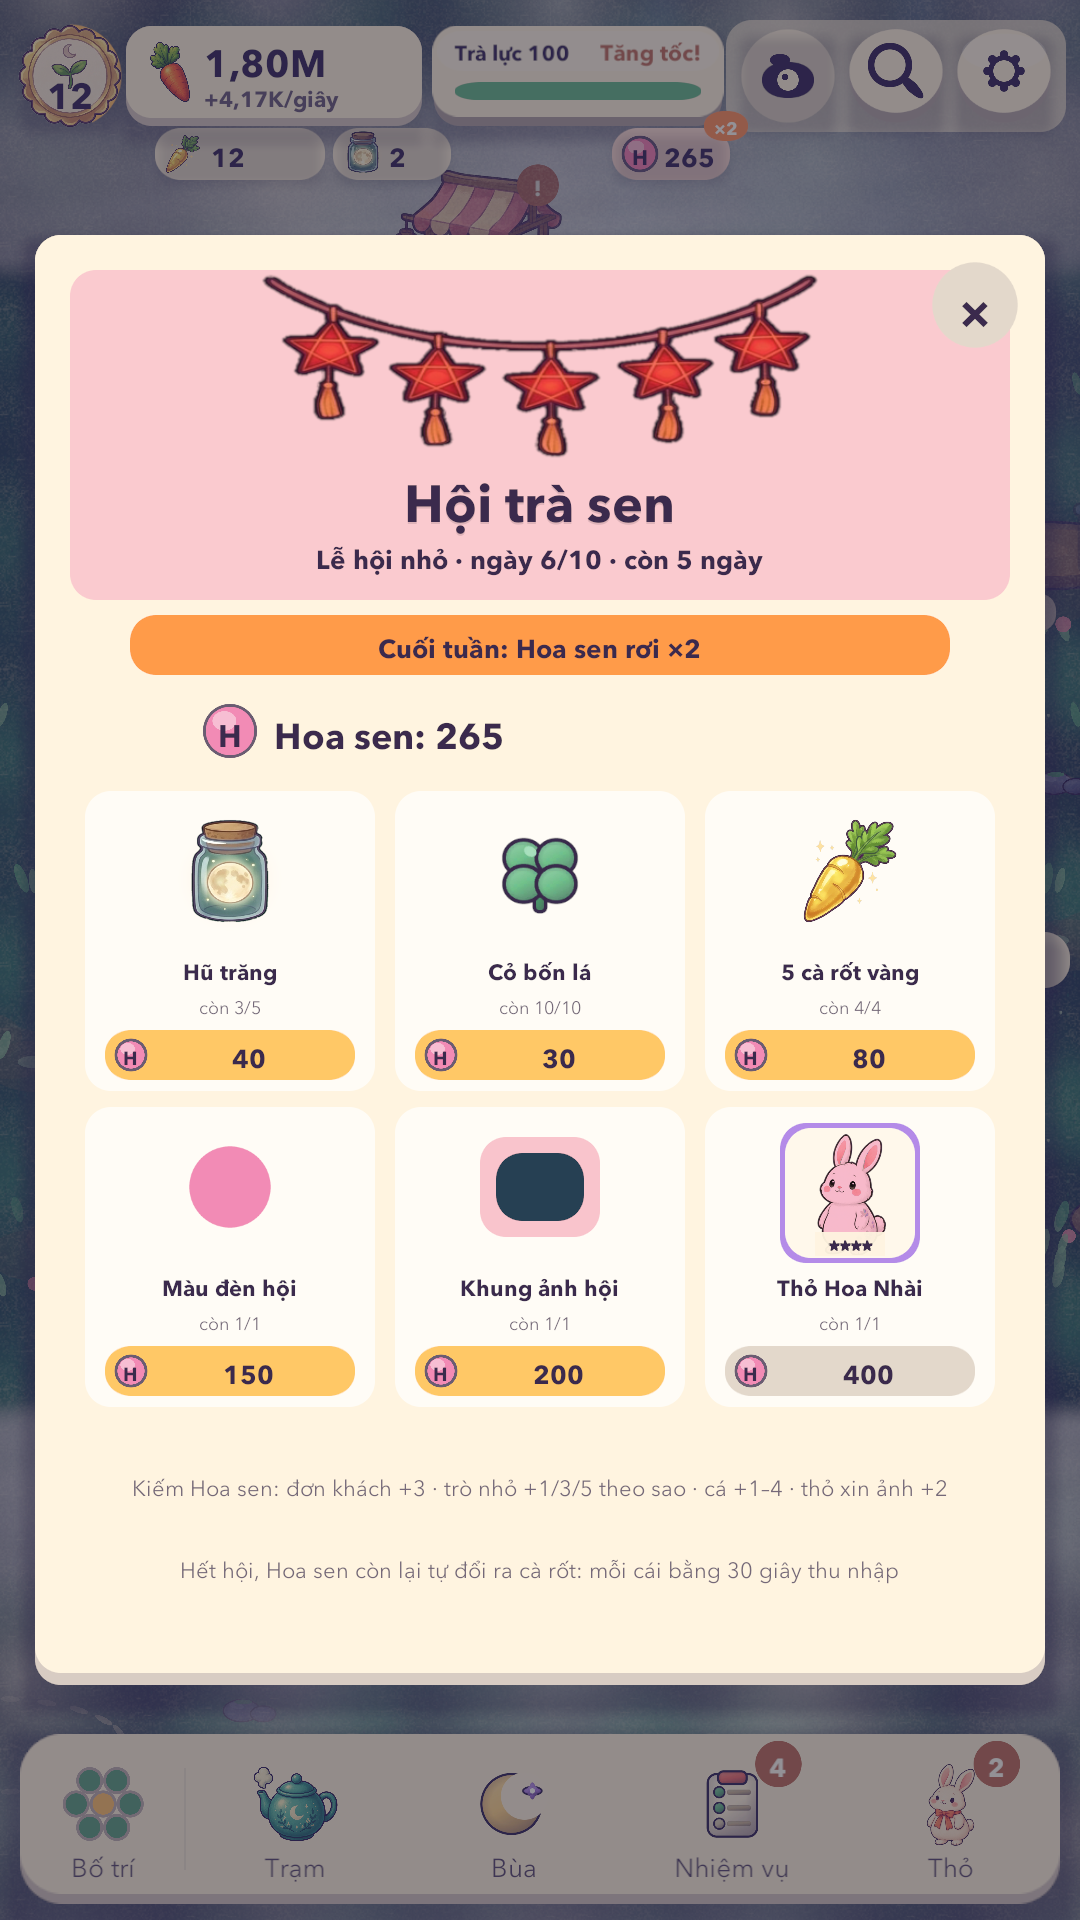 12
1,80M
+4,17K/giây
Trà lực 100
Tăng tốc!
12
2
H
265
×2
!
×
Hội trà sen
Lễ hội nhỏ · ngày 6/10 · còn 5 ngày
Cuối tuần: Hoa sen rơi ×2
H
Hoa sen: 265
Hũ trăng
còn 3/5
H
40
Cỏ bốn lá
còn 10/10
H
30
5 cà rốt vàng
còn 4/4
H
80
Màu đèn hội
còn 1/1
H
150
Khung ảnh hội
còn 1/1
H
200
Thỏ Hoa Nhài
còn 1/1
H
400
Kiếm Hoa sen: đơn khách +3 · trò nhỏ +1/3/5 theo sao · cá +1–4 · thỏ xin ảnh +2
Hết hội, Hoa sen còn lại tự đổi ra cà rốt: mỗi cái bằng 30 giây thu nhập
Bố trí
Trạm
Bùa
4
Nhiệm vụ
2
Thỏ